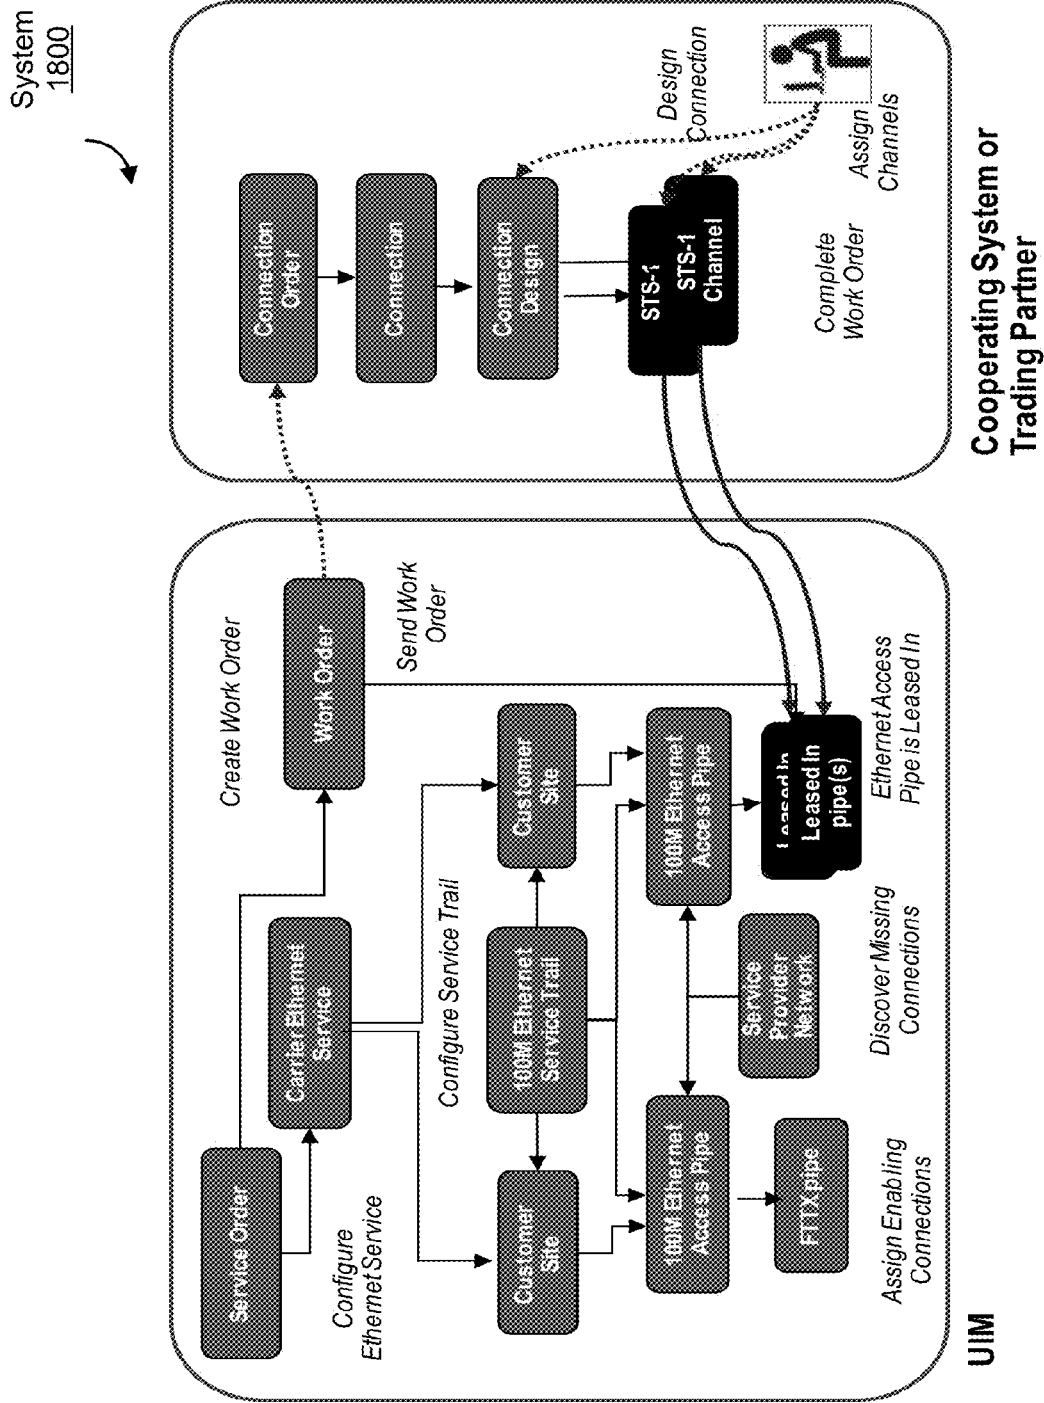 System
1800
Service Order
Configure
Ethernet Service
Carrier Ethernet
Service
Create Work Order
Work Order
Send Work
Order
Configure Service Trail
Customer
Site
100M Ethernet
Service Trail
Customer
Site
100M Ethernet
Access Pipe
100M Ethernet
Access Pipe
Service
Provider
Network
FTTX pipe
Leased In
Leased In
pipe(s)
Assign Enabling
Connections
Discover Missing
Connections
Ethernet Access
Pipe is Leased In
UIM
Connection
Order
Connection
Connection
Design
STS-1
STS-1
Channel
Design
Connection
Assign
Channels
Complete
Work Order
Cooperating System or
Trading Partner